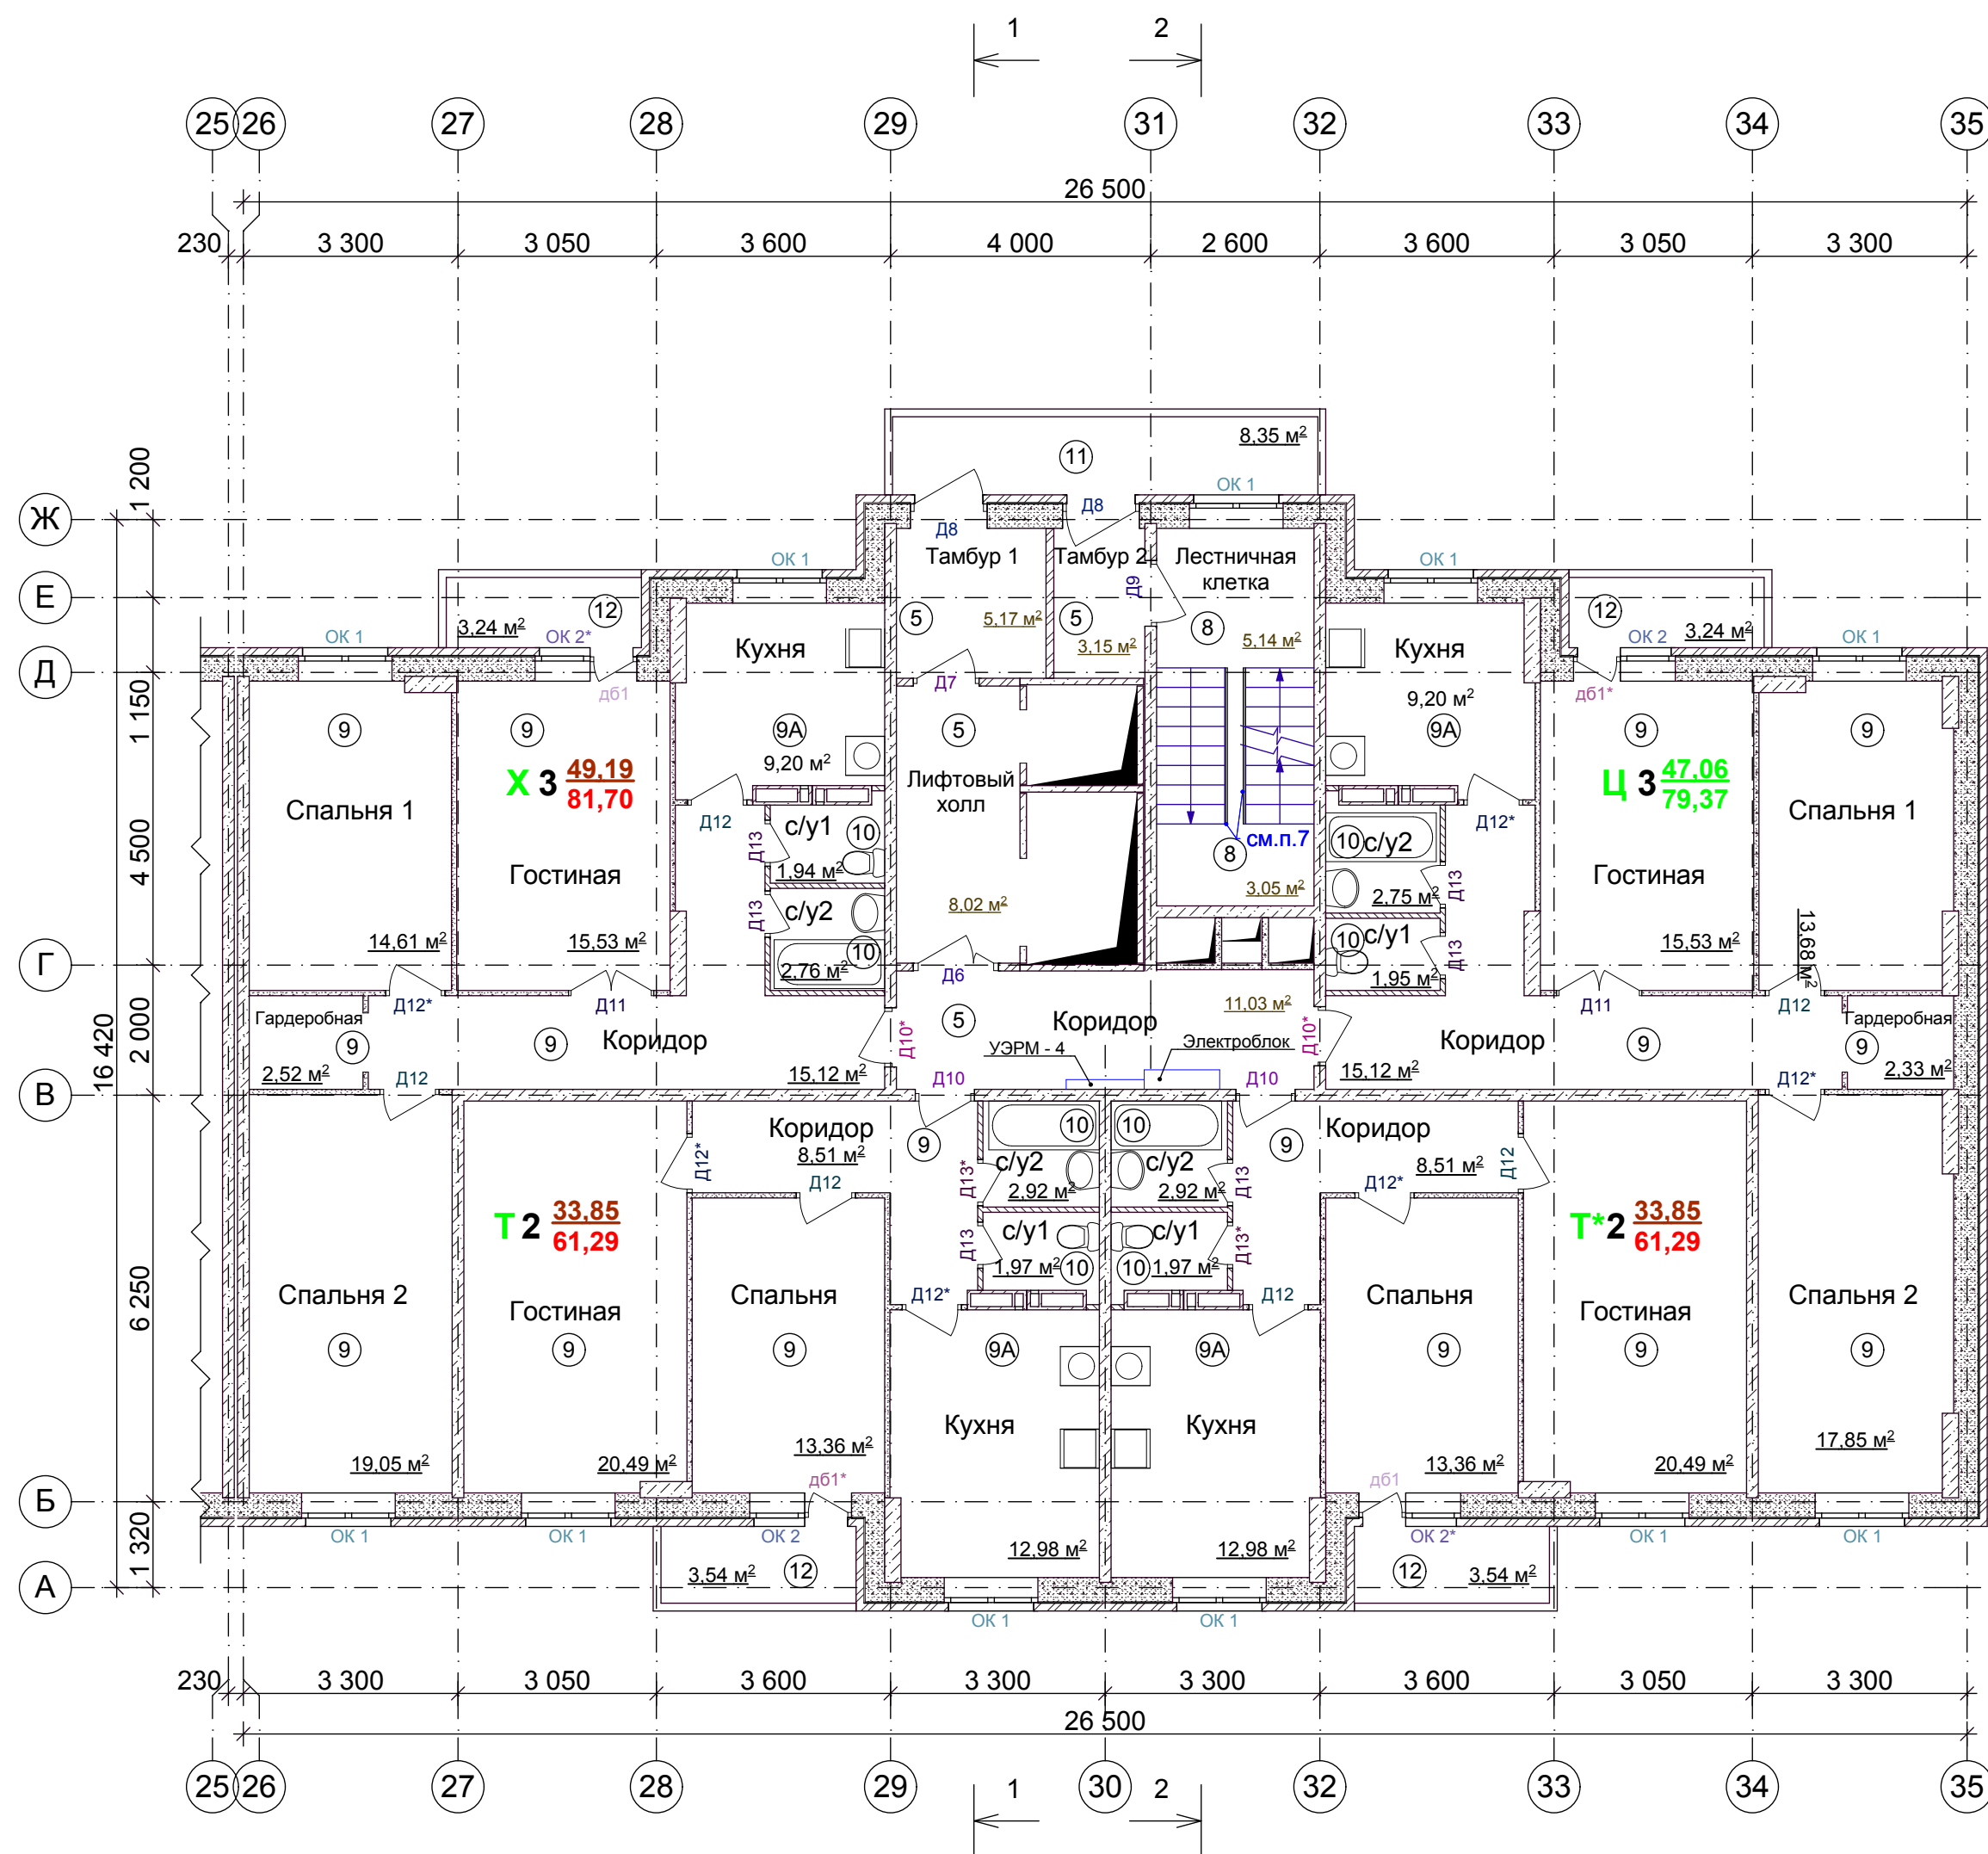 1 2
25 26 27 28 29 31 32 33 34 35
26 500
230 3 300 3 050 3 600 4 000 2 600 3 600 3 050 3 300
8,35 м²
1 200
11
ОК 1
Ж
Д8 Д8
Тамбур 1 Тамбур 2 Лестничная
клетка
ОК 1 Д9 ОК 1
Е
12 5 5,17 м² 5 8 12
3,24 м² 3,15 м² 5,14 м² 3,24 м²
ОК 1 ОК 2* Кухня Кухня ОК 2 ОК 1
Д
дб1 Д7 дб1*
1 150
9 9 9А 5 9А 9 9
9,20 м² 9,20 м²
Х 3 49,19
81,70
Ц 3 47,06
79,37
Лифтовый
холл
Спальня 1 Спальня 1
Д12 Д13 с/у1 10 см.п.7 10 с/у2 Д12*
4 500
8
1,94 м²
Гостиная Гостиная
Д13 с/у2 8,02 м² 3,05 м² 2,75 м² Д13
14,61 м² 15,53 м² 10 10 с/у1 Д13 15,53 м² 13,68 м²
2,76 м² 1,95 м²
Г
Д12* Д11 Д6 Д11 Д12
Гардеробная 11,03 м² Гардеробная
9 9 Коридор Д10* 5 Коридор Д10* Коридор 9 9
2 000
16 420
УЭРМ - 4 Электроблок
2,52 м² Д12 15,12 м² Д10 Д10 15,12 м² Д12* 2,33 м²
В
Коридор 9 10 10 9 Коридор
8,51 м² 8,51 м²
Д12* Д12 Д13* с/у2 с/у2 Д13 Д12* Д12
2,92 м² 2,92 м²
Т 2 33,85
61,29
Т* 2 33,85
61,29
Д13 с/у1 с/у1 Д13*
1,97 м² 10 10 1,97 м²
6 250
Спальня 2 Спальня Д12* Д12 Спальня Спальня 2
Гостиная Гостиная
9 9 9 9А 9А 9 9 9
Кухня Кухня
19,05 м² 20,49 м² 13,36 м² 13,36 м² 20,49 м² 17,85 м²
дб1* дб1
Б
ОК 1 ОК 1 ОК 2 ОК 2* ОК 1 ОК 1
12,98 м² 12,98 м²
1 320
3,54 м² 12 12 3,54 м²
А
ОК 1 ОК 1
230 3 300 3 050 3 600 3 300 3 300 3 600 3 050 3 300
26 500
25 26 27 28 29 30 32 33 34 35
1 2